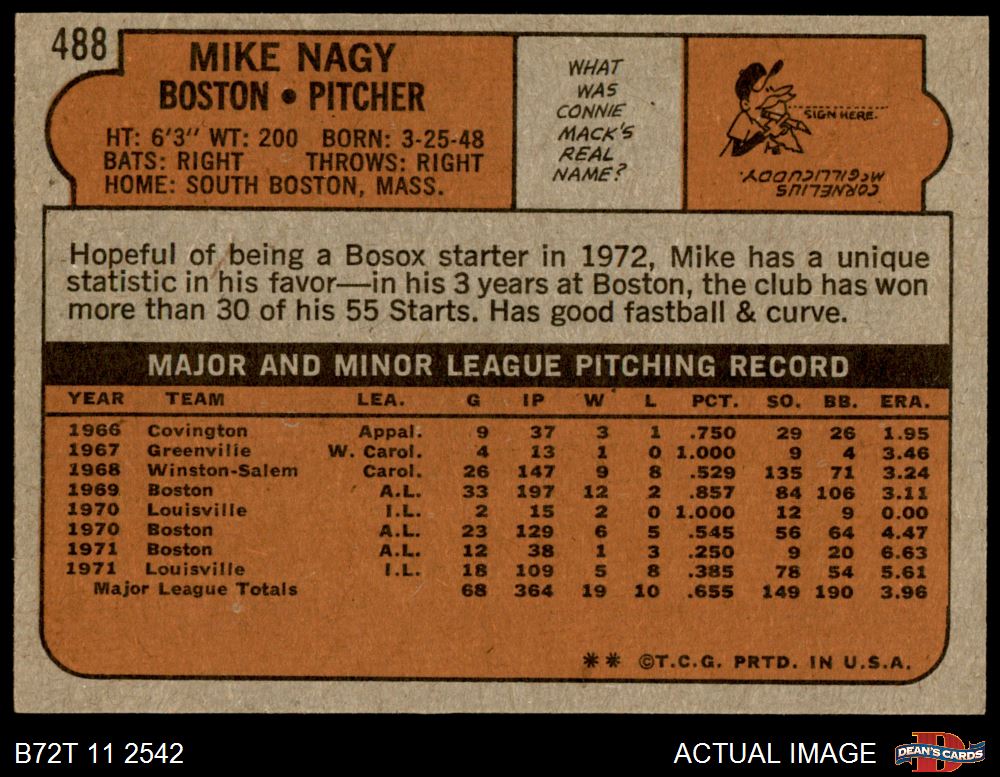 488
MIKE NAGY
BOSTON • PITCHER
HT: 6'3" WT: 200 BORN: 3-25-48
BATS: RIGHT THROWS: RIGHT
HOME: SOUTH BOSTON, MASS.
WHAT
WAS
CONNIE
MACK'S
REAL
NAME?
SIGN HERE.
CORNELIUS
McGILLICUDDY.
Hopeful of being a Bosox starter in 1972, Mike has a unique
statistic in his favor—in his 3 years at Boston, the club has won
more than 30 of his 55 Starts. Has good fastball & curve.
MAJOR AND MINOR LEAGUE PITCHING RECORD
YEAR TEAM LEA. G IP W L PCT. SO. BB. ERA.
1966 Covington Appal. 9 37 3 1 .750 29 26 1.95
1967 Greenville W. Carol. 4 13 1 0 1.000 9 4 3.46
1968 Winston-Salem Carol. 26 147 9 8 .529 135 71 3.24
1969 Boston A.L. 33 197 12 2 .857 84 106 3.11
1970 Louisville I.L. 2 15 2 0 1.000 12 9 0.00
1970 Boston A.L. 23 129 6 5 .545 56 64 4.47
1971 Boston A.L. 12 38 1 3 .250 9 20 6.63
1971 Louisville I.L. 18 109 5 8 .385 78 54 5.61
Major League Totals 68 364 19 10 .655 149 190 3.96
** ©T.C.G. PRTD. IN U.S.A.
B72T 11 2542
ACTUAL IMAGE
D
DEAN'S CARDS